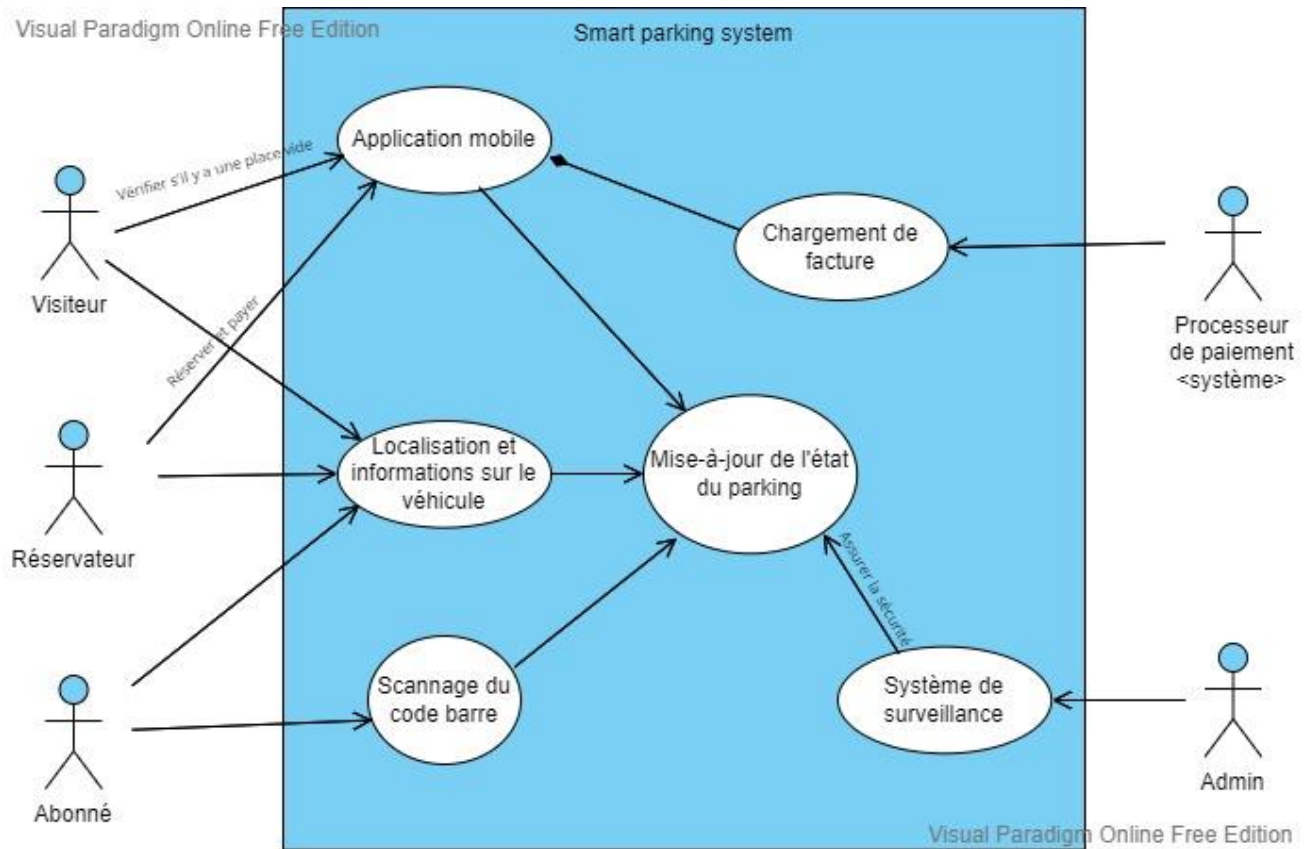 Visual Paradigm Online Free Edition
Smart parking system
Application mobile
Vérifier s'il y a une place vide
Visiteur
Chargement de
facture
Processeur
de paiement
<système>
Réserver et payer
Localisation et
informations sur le
véhicule
Mise-à-jour de l'état
du parking
Réservateur
Assurer la sécurité
Scannage du
code barre
Système de
surveillance
Abonné
Admin
Visual Paradigm Online Free Edition